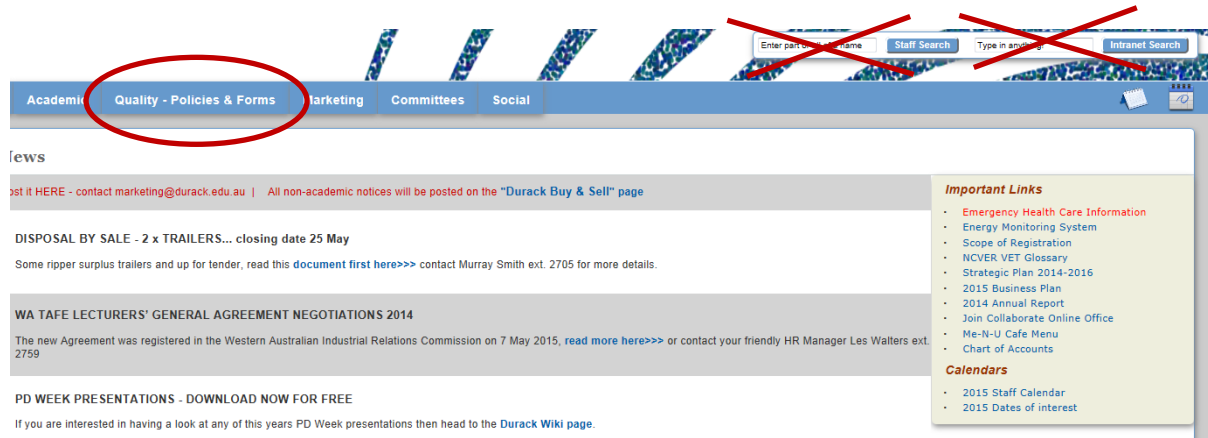 Enter part or all of a name Staff Search Type in anything! Intranet Search
Academic Quality - Policies & Forms Marketing Committees Social
News
ost it HERE - contact marketing@durack.edu.au | All non-academic notices will be posted on the "Durack Buy & Sell" page
DISPOSAL BY SALE - 2 x TRAILERS... closing date 25 May
Some ripper surplus trailers and up for tender, read this document first here>>> contact Murray Smith ext. 2705 for more details.
WA TAFE LECTURERS' GENERAL AGREEMENT NEGOTIATIONS 2014
The new Agreement was registered in the Western Australian Industrial Relations Commission on 7 May 2015, read more here>>> or contact your friendly HR Manager Les Walters ext.
2759
PD WEEK PRESENTATIONS - DOWNLOAD NOW FOR FREE
If you are interested in having a look at any of this years PD Week presentations then head to the Durack Wiki page.
Important Links
Emergency Health Care Information
Energy Monitoring System
Scope of Registration
NCVER VET Glossary
Strategic Plan 2014-2016
2015 Business Plan
2014 Annual Report
Join Collaborate Online Office
Me-N-U Cafe Menu
Chart of Accounts
Calendars
2015 Staff Calendar
2015 Dates of interest